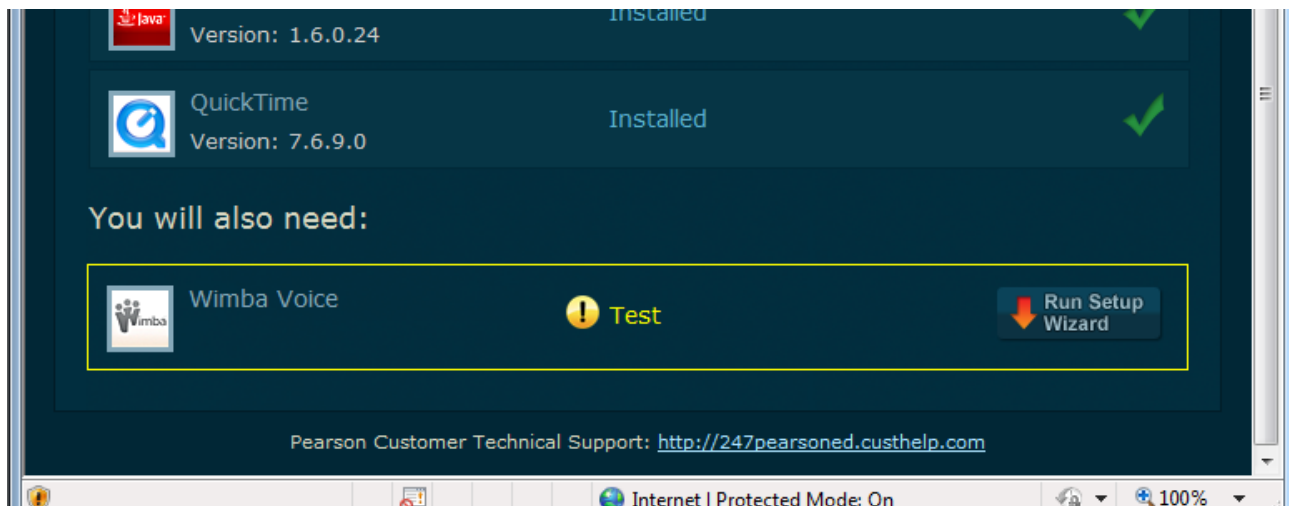 Java
Installed
Version: 1.6.0.24
QuickTime
Installed
Version: 7.6.9.0
You will also need:
Wimba Voice
Wimba
Test
Run Setup
Wizard
Pearson Customer Technical Support: http://247pearsoned.custhelp.com
Internet | Protected Mode: On
100%